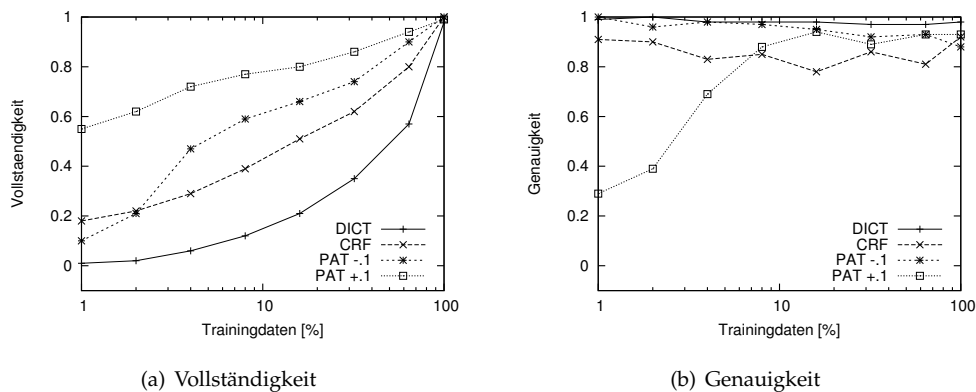 1
0.8
0.6
0.4
0.2
0
Vollstaendigkeit
DICT
CRF
PAT -.1
PAT +.1
1 10 100
Trainingdaten [%]
(a) Vollständigkeit
1
0.8
0.6
0.4
0.2
0
Genauigkeit
DICT
CRF
PAT -.1
PAT +.1
1 10 100
Trainingdaten [%]
(b) Genauigkeit